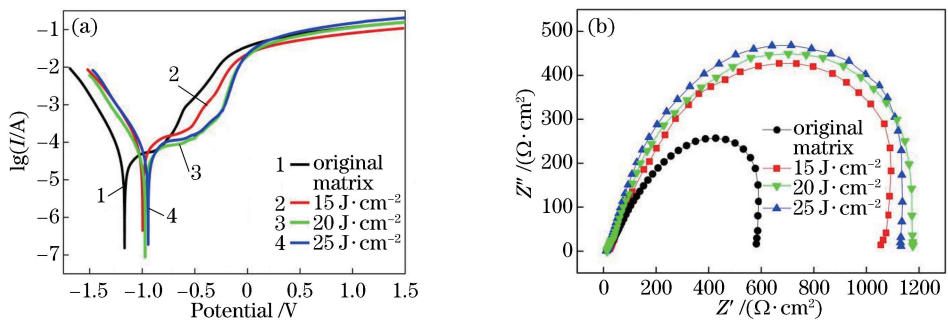 (a)
lg(I/A)
−1
−2
−3
−4
−5
−6
−7
1
2
3
4
1 original
matrix
2 15 J·cm⁻²
3 20 J·cm⁻²
4 25 J·cm⁻²
−1.5 −1.0 −0.5 0 0.5 1.0 1.5
Potential /V
(b)
Z″ /(Ω·cm²)
500
400
300
200
100
0
original
matrix
15 J·cm⁻²
20 J·cm⁻²
25 J·cm⁻²
0 200 400 600 800 1000 1200
Z′ /(Ω·cm²)